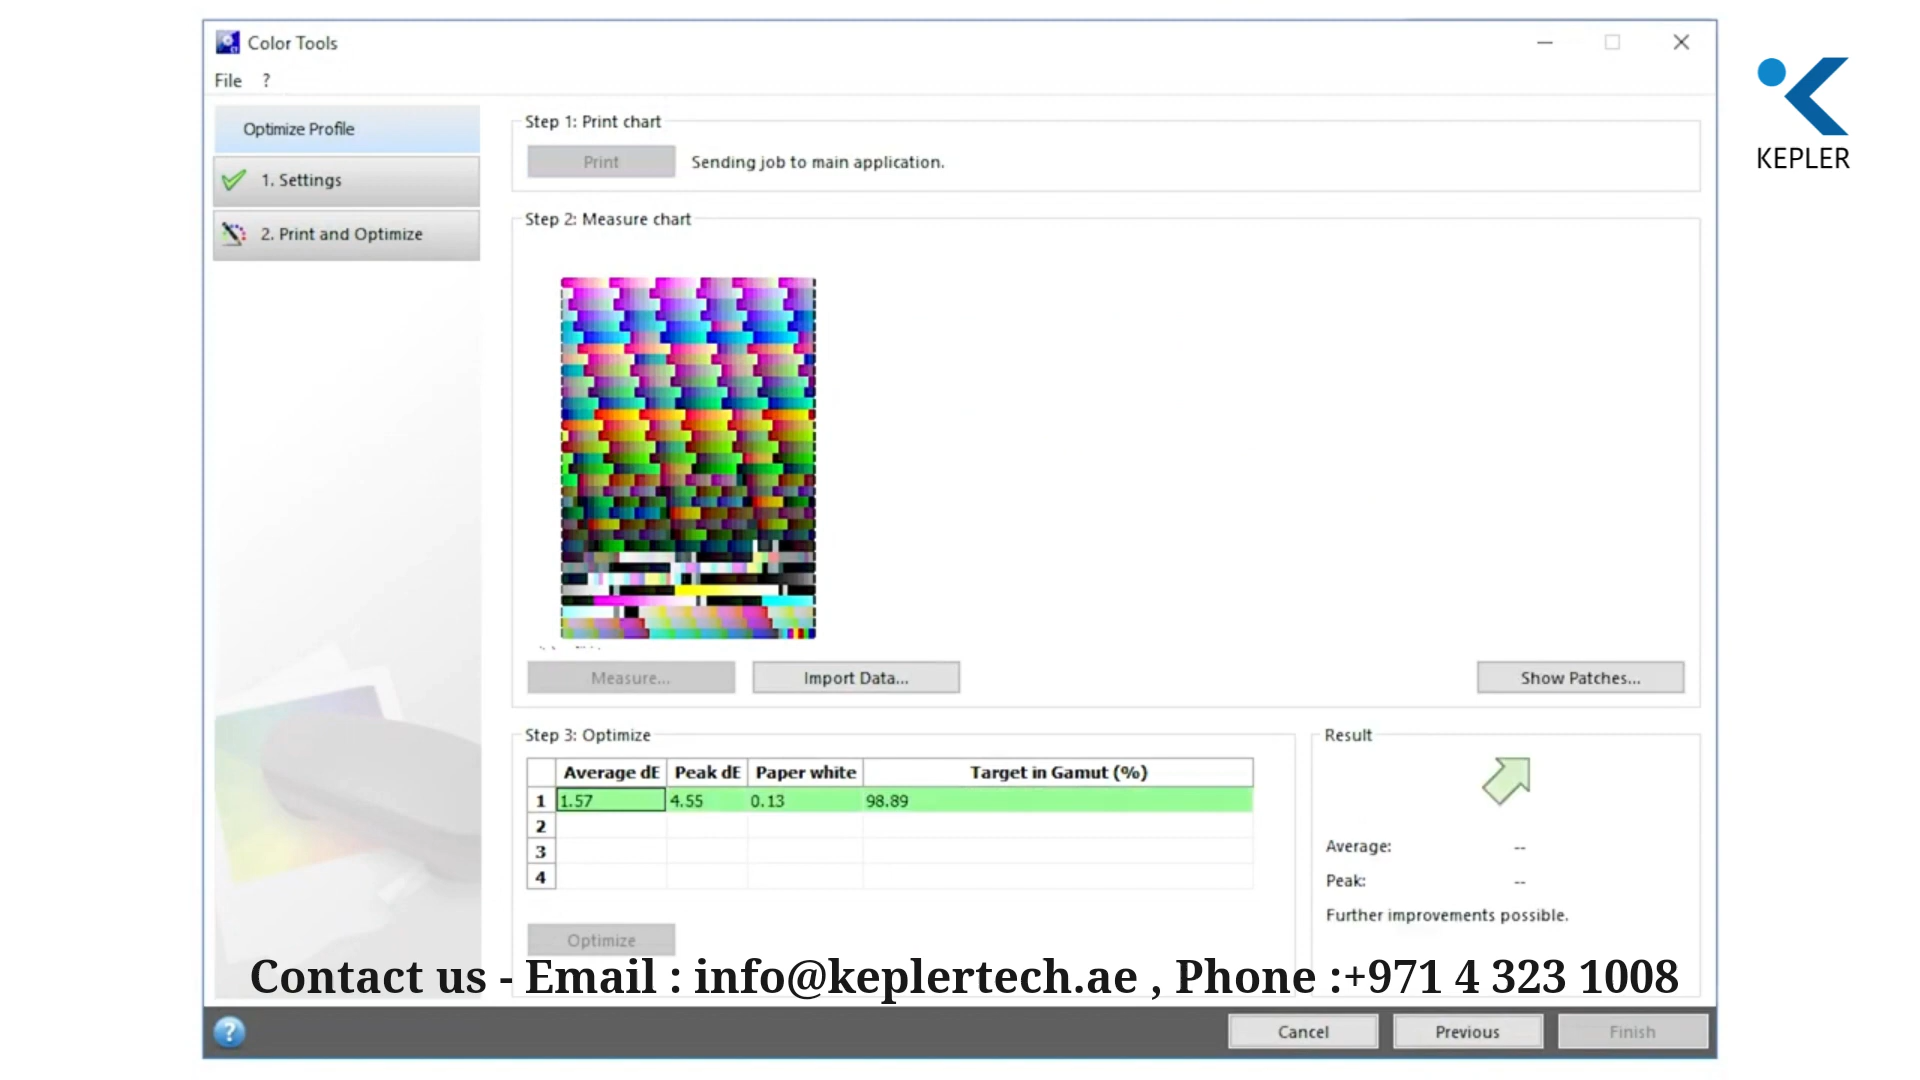 Color Tools
File ?
Optimize Profile
1. Settings
2. Print and Optimize
Step 1: Print chart
Print Sending job to main application.
Step 2: Measure chart
Measure... Import Data... Show Patches...
Step 3: Optimize
Average dE Peak dE Paper white Target in Gamut (%)
1 1.57 4.55 0.13 98.89
2
3
4
Optimize
Result
Average: --
Peak: --
Further improvements possible.
Contact us - Email : info@keplertech.ae , Phone :+971 4 323 1008
? Cancel Previous Finish
KEPLER